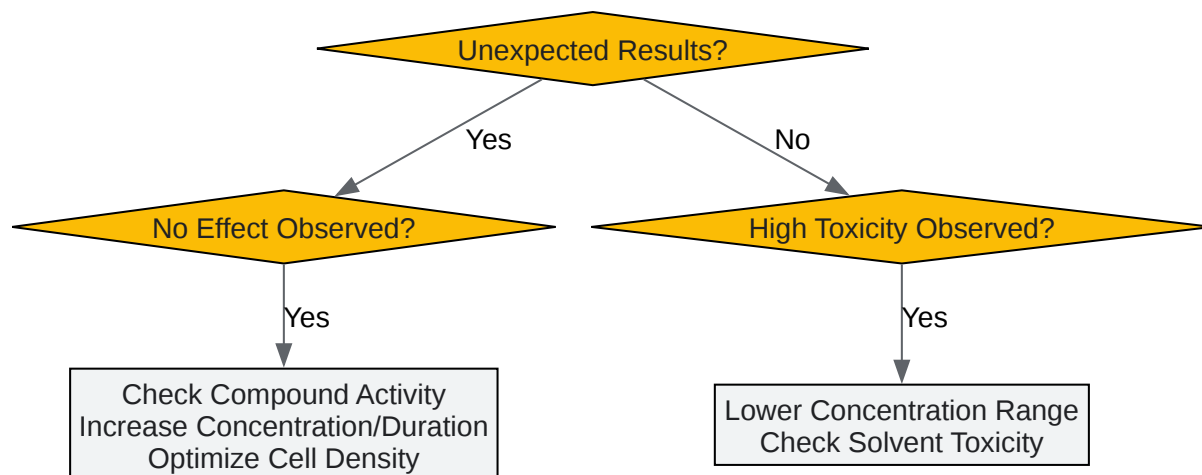 Unexpected Results?
Yes
No
No Effect Observed?
High Toxicity Observed?
Yes
Yes
Check Compound Activity
Increase Concentration/Duration
Optimize Cell Density
Lower Concentration Range
Check Solvent Toxicity